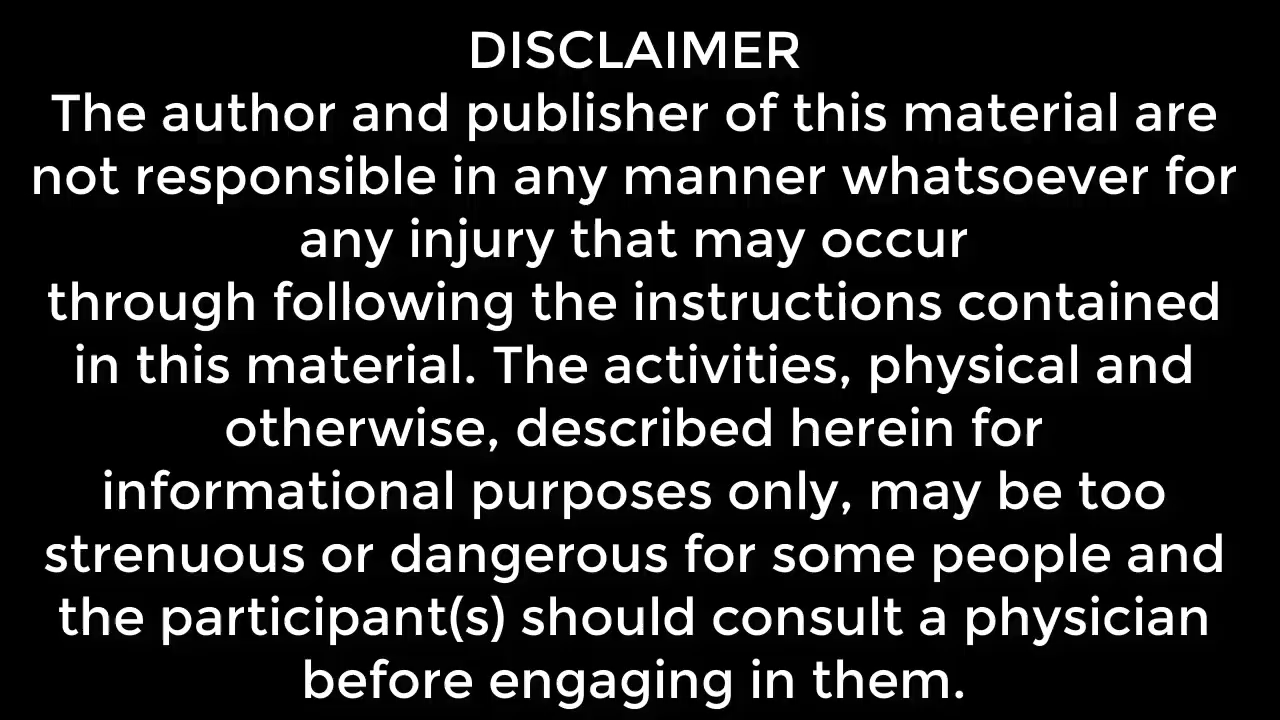 DISCLAIMER
The author and publisher of this material are
not responsible in any manner whatsoever for
any injury that may occur
through following the instructions contained
in this material. The activities, physical and
otherwise, described herein for
informational purposes only, may be too
strenuous or dangerous for some people and
the participant(s) should consult a physician
before engaging in them.